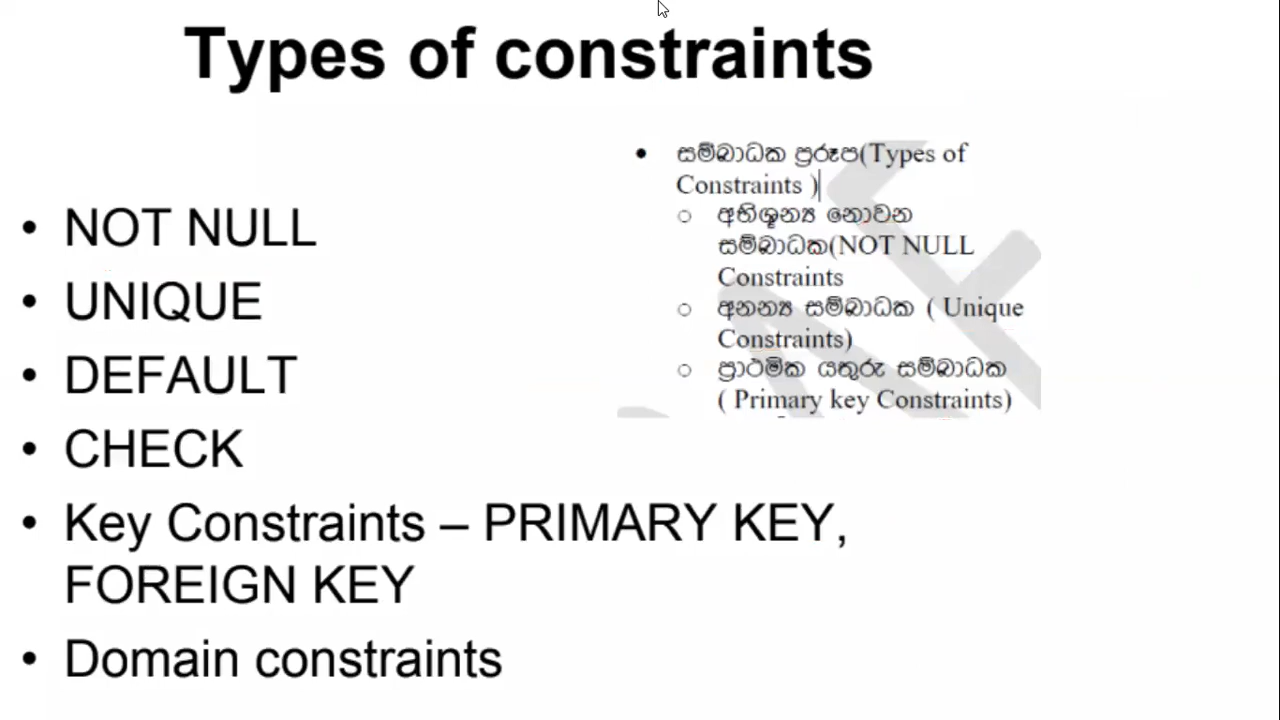 Types of constraints
• NOT NULL
• UNIQUE
• DEFAULT
• CHECK
• Key Constraints – PRIMARY KEY,
FOREIGN KEY
• Domain constraints
• සම්බාධක ප්‍රරූප(Types of
Constraints )
○ අභිශූන්‍ය නොවන
සම්බාධක(NOT NULL
Constraints
○ අනන්‍ය සම්බාධක ( Unique
Constraints)
○ ප්‍රාථමික යතුරු සම්බාධක
( Primary key Constraints)